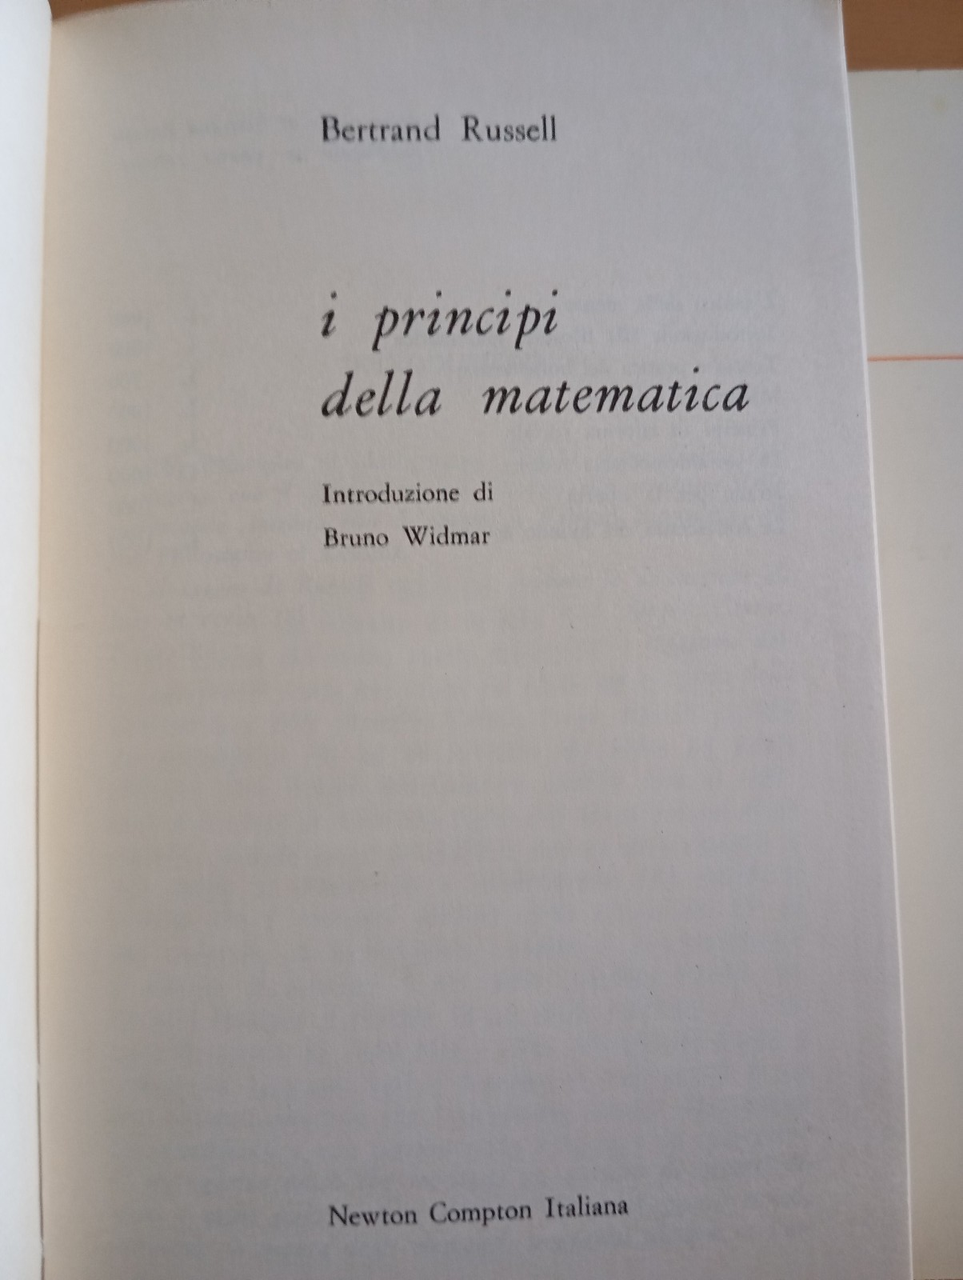 Bertrand Russell
i principi
della matematica
Introduzione di
Bruno Widmar
Newton Compton Italiana